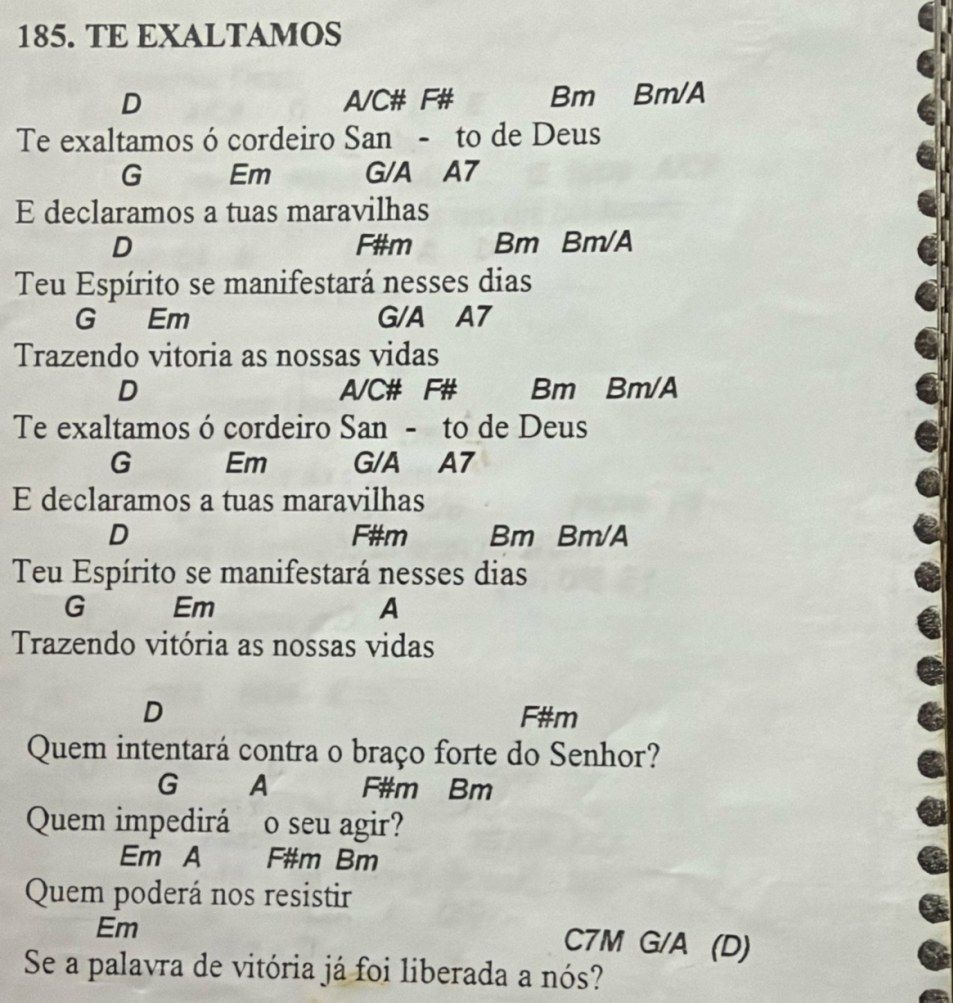 185. TE EXALTAMOS
D A/C# F# Bm Bm/A
Te exaltamos ó cordeiro San - to de Deus
G Em G/A A7
E declaramos a tuas maravilhas
D F#m Bm Bm/A
Teu Espírito se manifestará nesses dias
G Em G/A A7
Trazendo vitoria as nossas vidas
D A/C# F# Bm Bm/A
Te exaltamos ó cordeiro San - to de Deus
G Em G/A A7
E declaramos a tuas maravilhas
D F#m Bm Bm/A
Teu Espírito se manifestará nesses dias
G Em A
Trazendo vitória as nossas vidas
D F#m
Quem intentará contra o braço forte do Senhor?
G A F#m Bm
Quem impedirá o seu agir?
Em A F#m Bm
Quem poderá nos resistir
Em C7M G/A (D)
Se a palavra de vitória já foi liberada a nós?